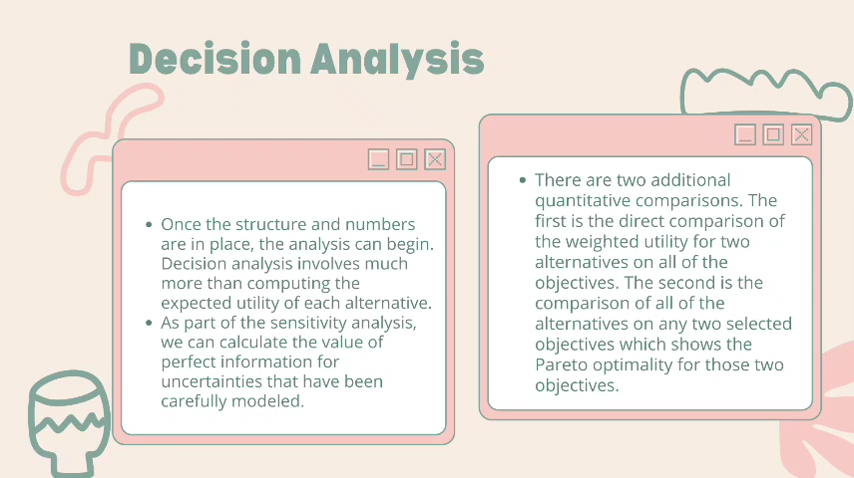 Decision Analysis
• Once the structure and numbers
are in place, the analysis can begin.
Decision analysis involves much
more than computing the
expected utility of each alternative.
• As part of the sensitivity analysis,
we can calculate the value of
perfect information for
uncertainties that have been
carefully modeled.
• There are two additional
quantitative comparisons. The
first is the direct comparison of
the weighted utility for two
alternatives on all of the
objectives. The second is the
comparison of all of the
alternatives on any two selected
objectives which shows the
Pareto optimality for those two
objectives.